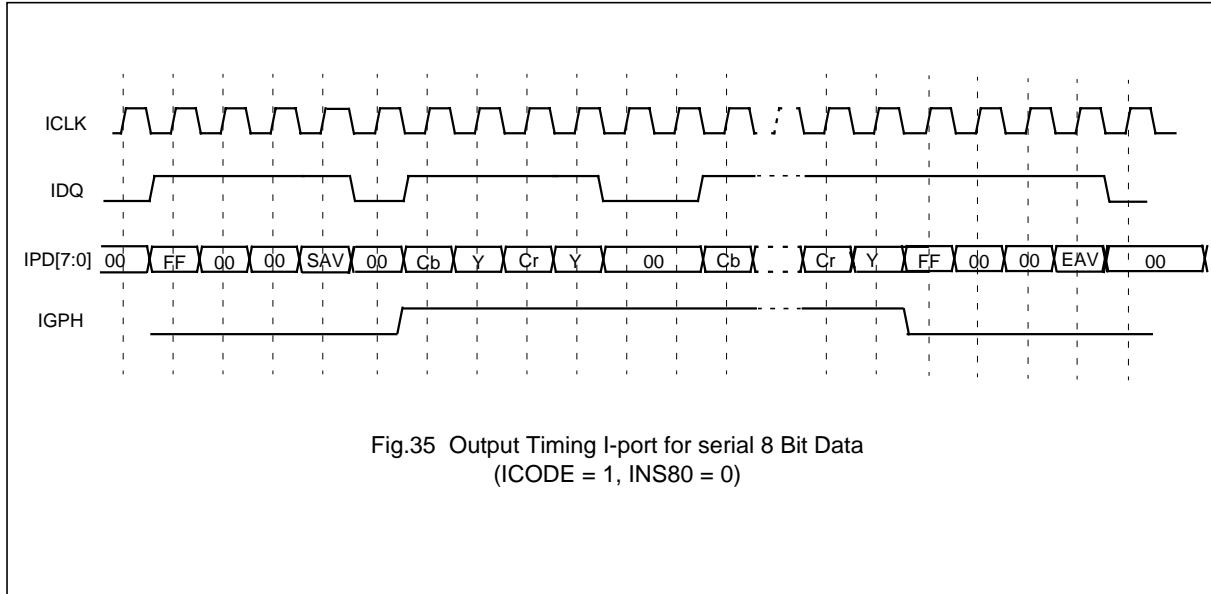 ICLK
IDQ
IPD[7:0] 00 FF 00 00 SAV 00 Cb Y Cr Y 00 Cb Cr Y FF 00 00 EAV 00
IGPH
Fig.35 Output Timing I-port for serial 8 Bit Data
(ICODE = 1, INS80 = 0)